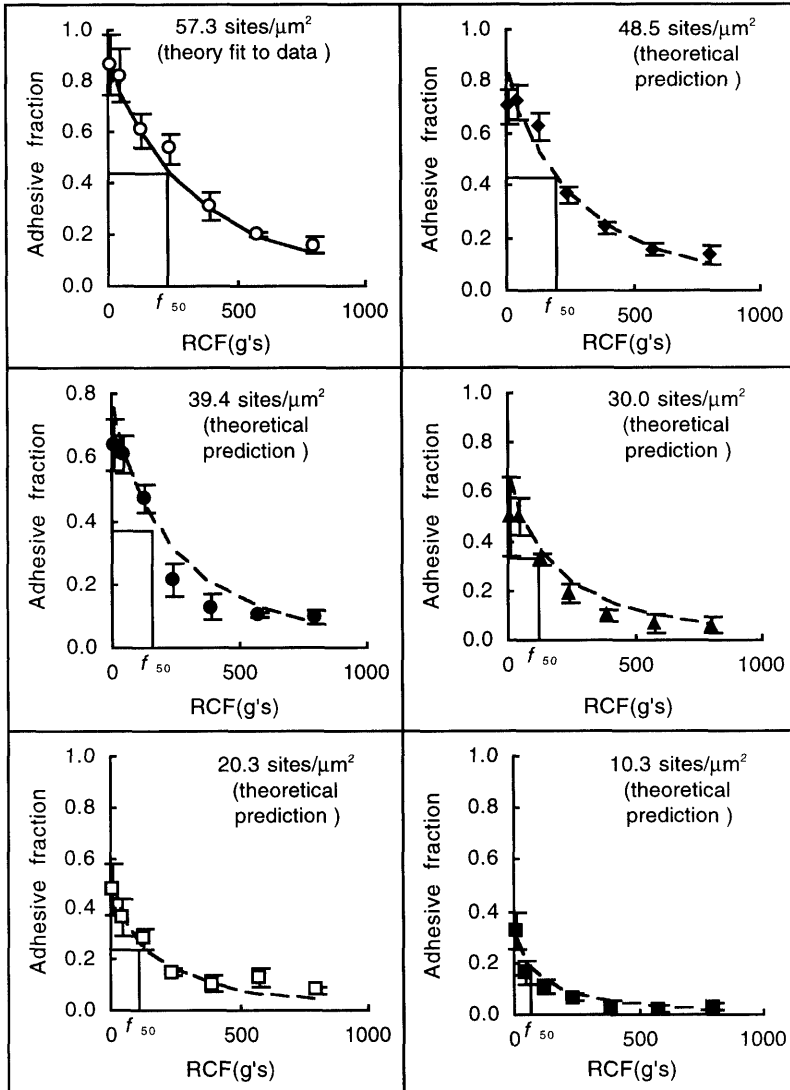 57.3 sites/μm²
(theory fit to data )
Adhesive fraction
1.0
0.8
0.6
0.4
0.2
0.0
0
500
1000
f 50
RCF(g's)
48.5 sites/μm²
(theoretical
prediction )
Adhesive fraction
1.0
0.8
0.6
0.4
0.2
0.0
0
500
1000
f 50
RCF(g's)
39.4 sites/μm²
(theoretical
prediction )
Adhesive fraction
0.8
0.6
0.4
0.2
0.0
0
500
1000
f 50
RCF(g's)
30.0 sites/μm²
(theoretical
prediction )
Adhesive fraction
1.0
0.8
0.6
0.4
0.2
0.0
0
500
1000
f 50
RCF(g's)
20.3 sites/μm²
(theoretical
prediction )
Adhesive fraction
1.0
0.8
0.6
0.4
0.2
0.0
0
500
1000
f 50
RCF(g's)
10.3 sites/μm²
(theoretical
prediction )
Adhesive fraction
1.0
0.8
0.6
0.4
0.2
0.0
0
500
1000
f 50
RCF(g's)